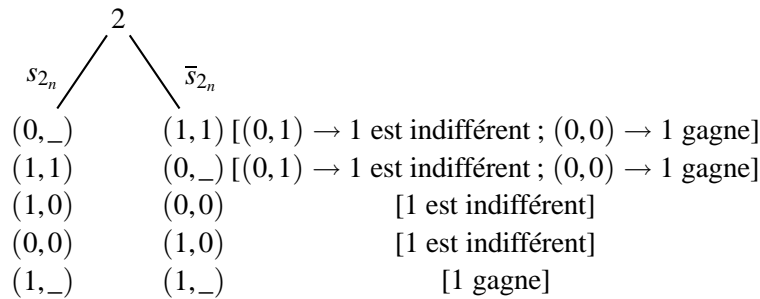 2
s₂ₙ s̅₂ₙ
(0,_) (1,1) [(0,1) → 1 est indifférent ; (0,0) → 1 gagne]
(1,1) (0,_) [(0,1) → 1 est indifférent ; (0,0) → 1 gagne]
(1,0) (0,0) [1 est indifférent]
(0,0) (1,0) [1 est indifférent]
(1,_) (1,_) [1 gagne]